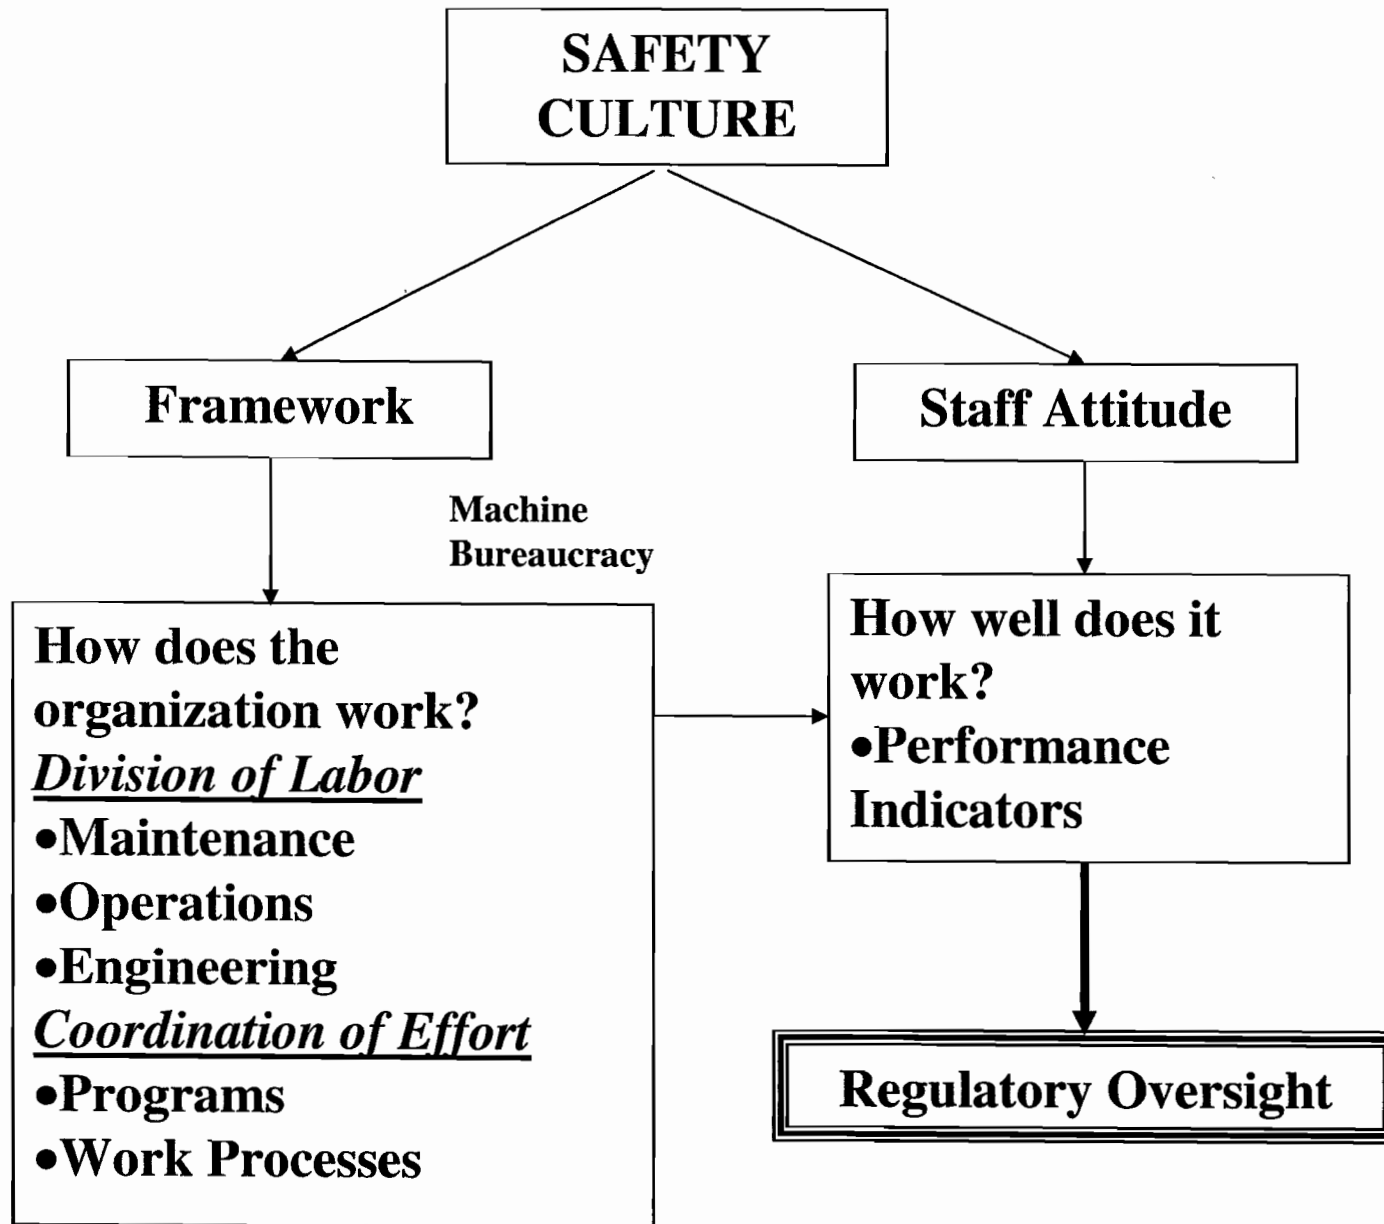 SAFETY
CULTURE
Framework
Staff Attitude
Machine
Bureaucracy
How does the
organization work?
Division of Labor
•Maintenance
•Operations
•Engineering
Coordination of Effort
•Programs
•Work Processes
How well does it
work?
•Performance
Indicators
Regulatory Oversight